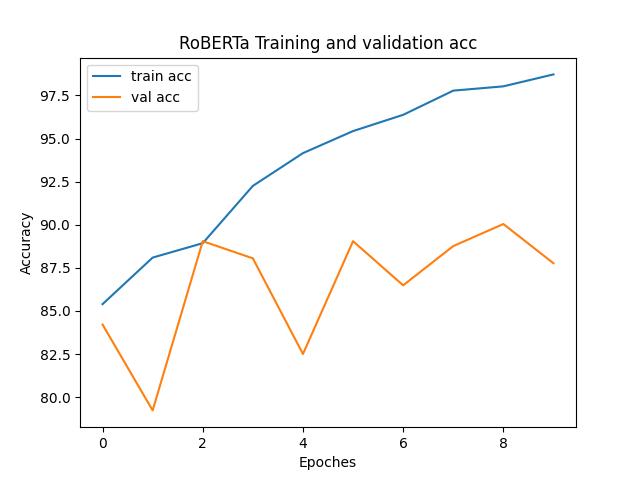 RoBERTa Training and validation acc
train acc
val acc
97.5
95.0
92.5
90.0
87.5
85.0
82.5
80.0
Accuracy
0 2 4 6 8
Epoches